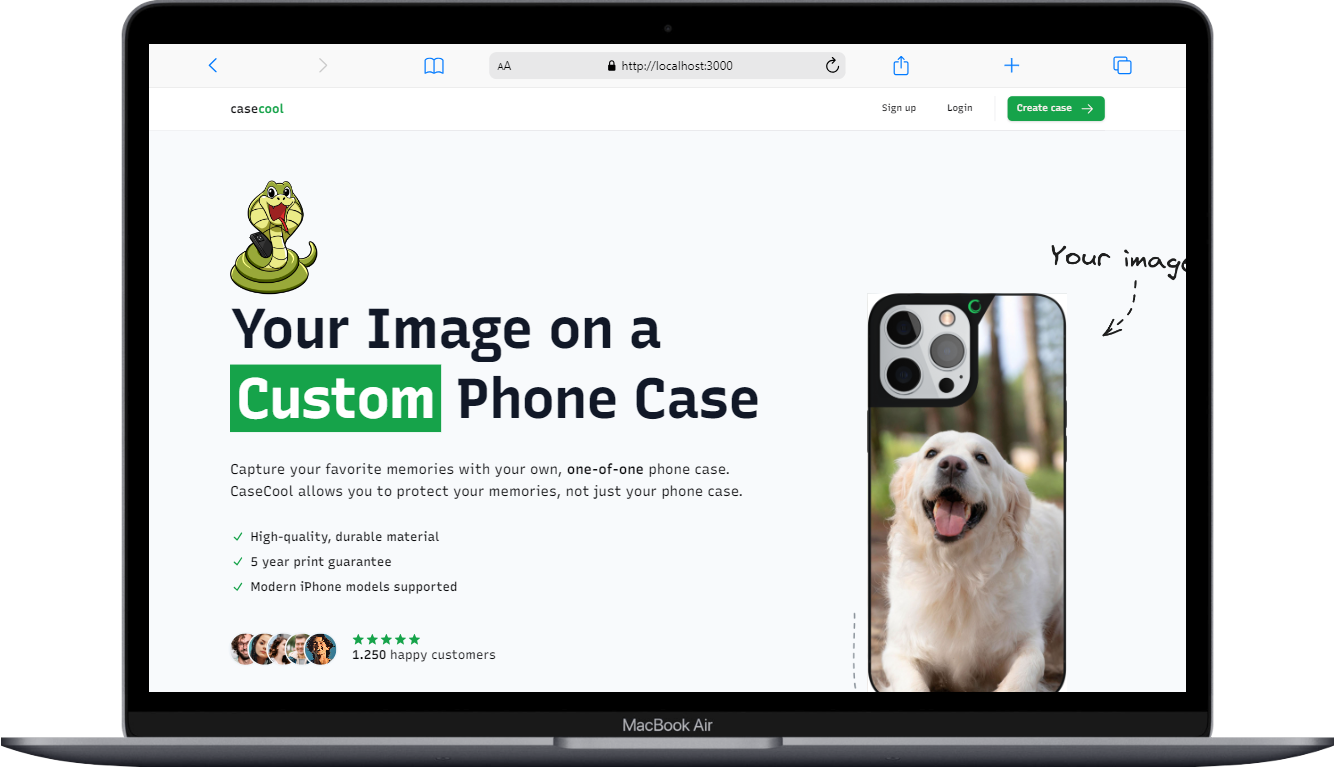 AA http://localhost:3000
casecool Sign up Login Create case
Your image
Your Image on a
Custom Phone Case
Capture your favorite memories with your own, one-of-one phone case.
CaseCool allows you to protect your memories, not just your phone case.
High-quality, durable material
5 year print guarantee
Modern iPhone models supported
1.250 happy customers
MacBook Air